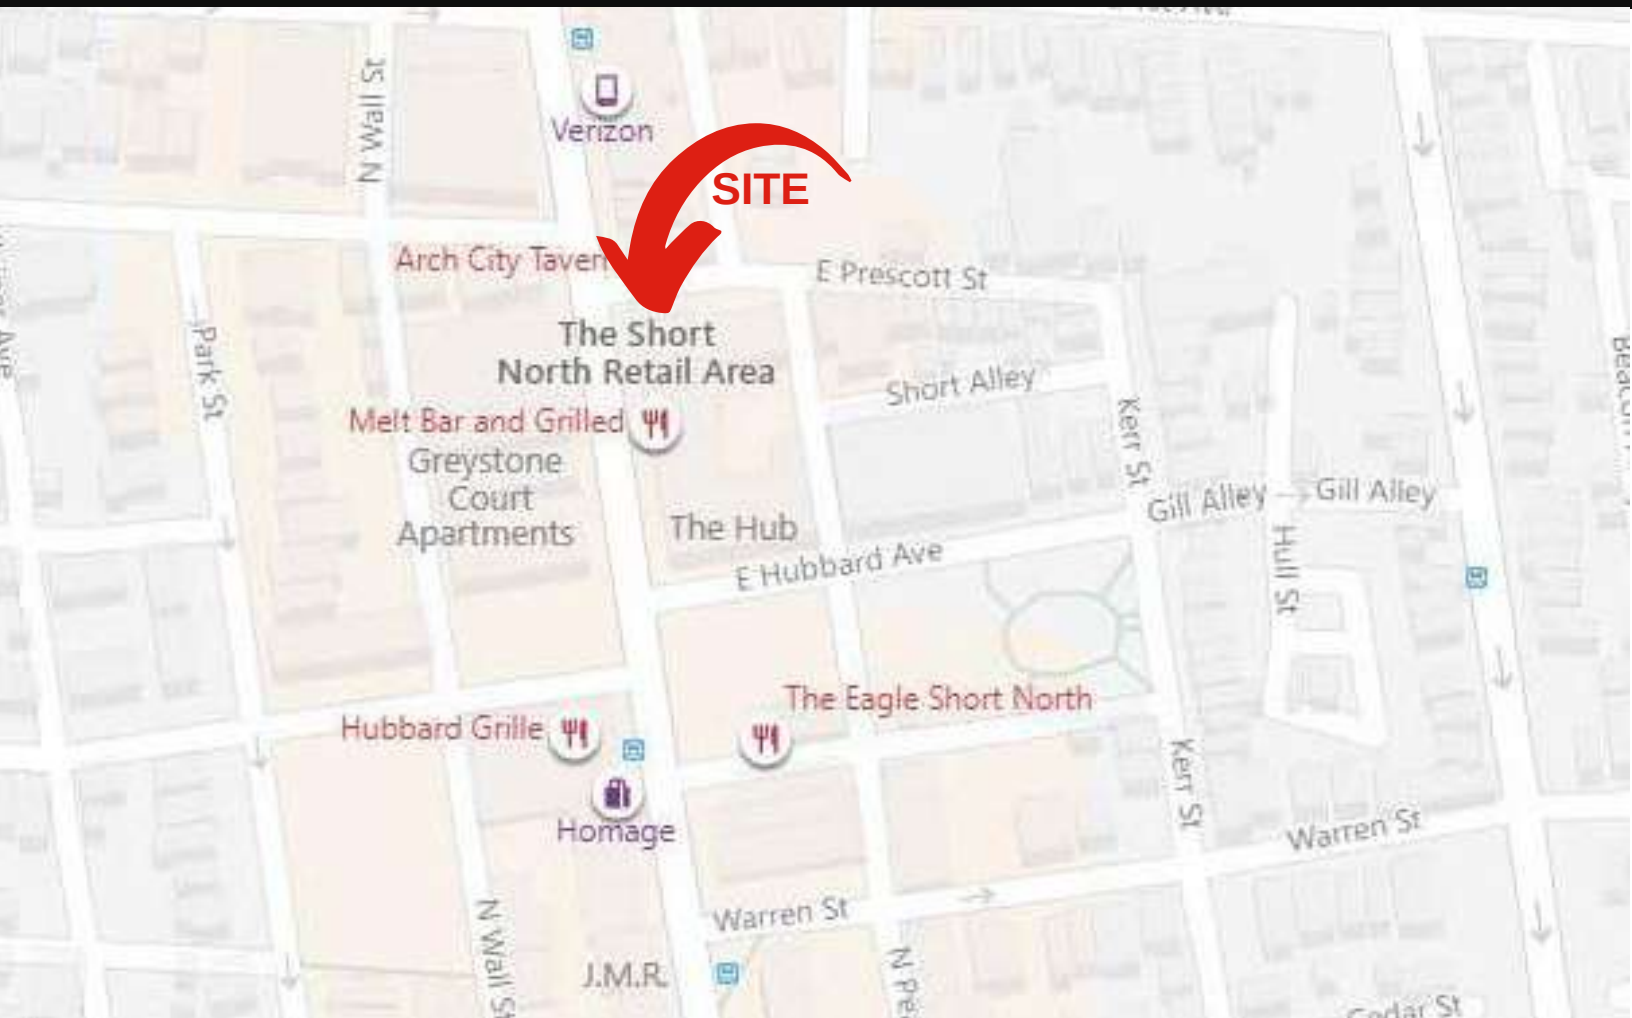 N Wall St
Verizon
SITE
Arch City Tavern
E Prescott St
The Short
North Retail Area
Park St
Short Alley
Kerr St
Melt Bar and Grilled
Greystone
Court
Apartments
The Hub
E Hubbard Ave
Gill Alley
Gill Alley
Hull St
The Eagle Short North
Hubbard Grille
Homage
Kerr St
Warren St
Warren St
N Wall St
J.M.R.
N Pe
Cedar St
Ave